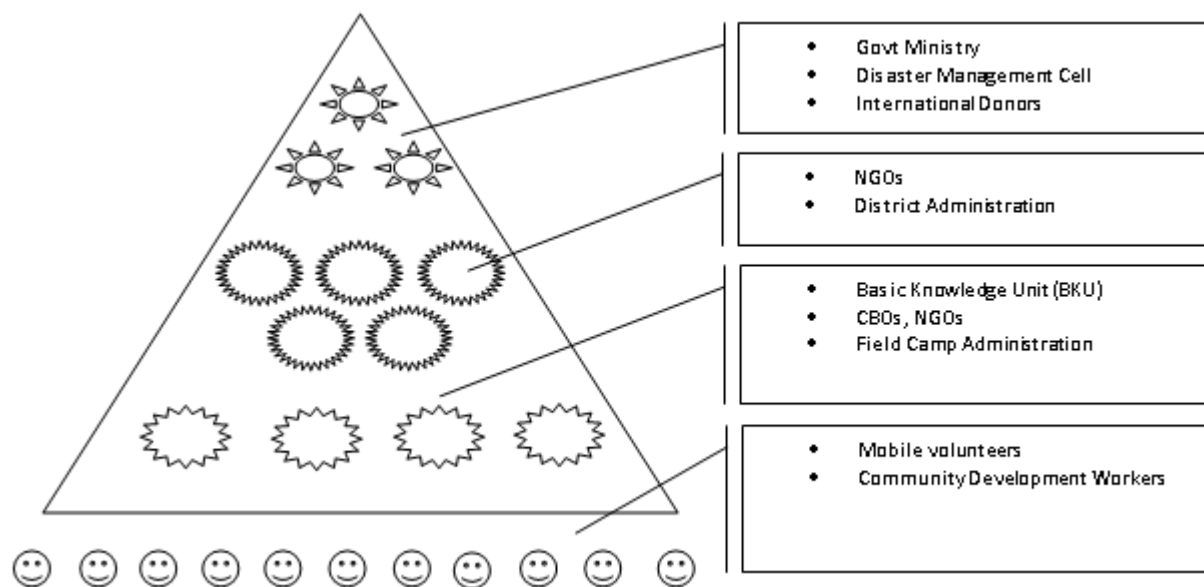 • Govt Ministry
• Disaster Management Cell
• International Donors
• NGOs
• District Administration
• Basic Knowledge Unit (BKU)
• CBOs, NGOs
• Field Camp Administration
• Mobile volunteers
• Community Development Workers